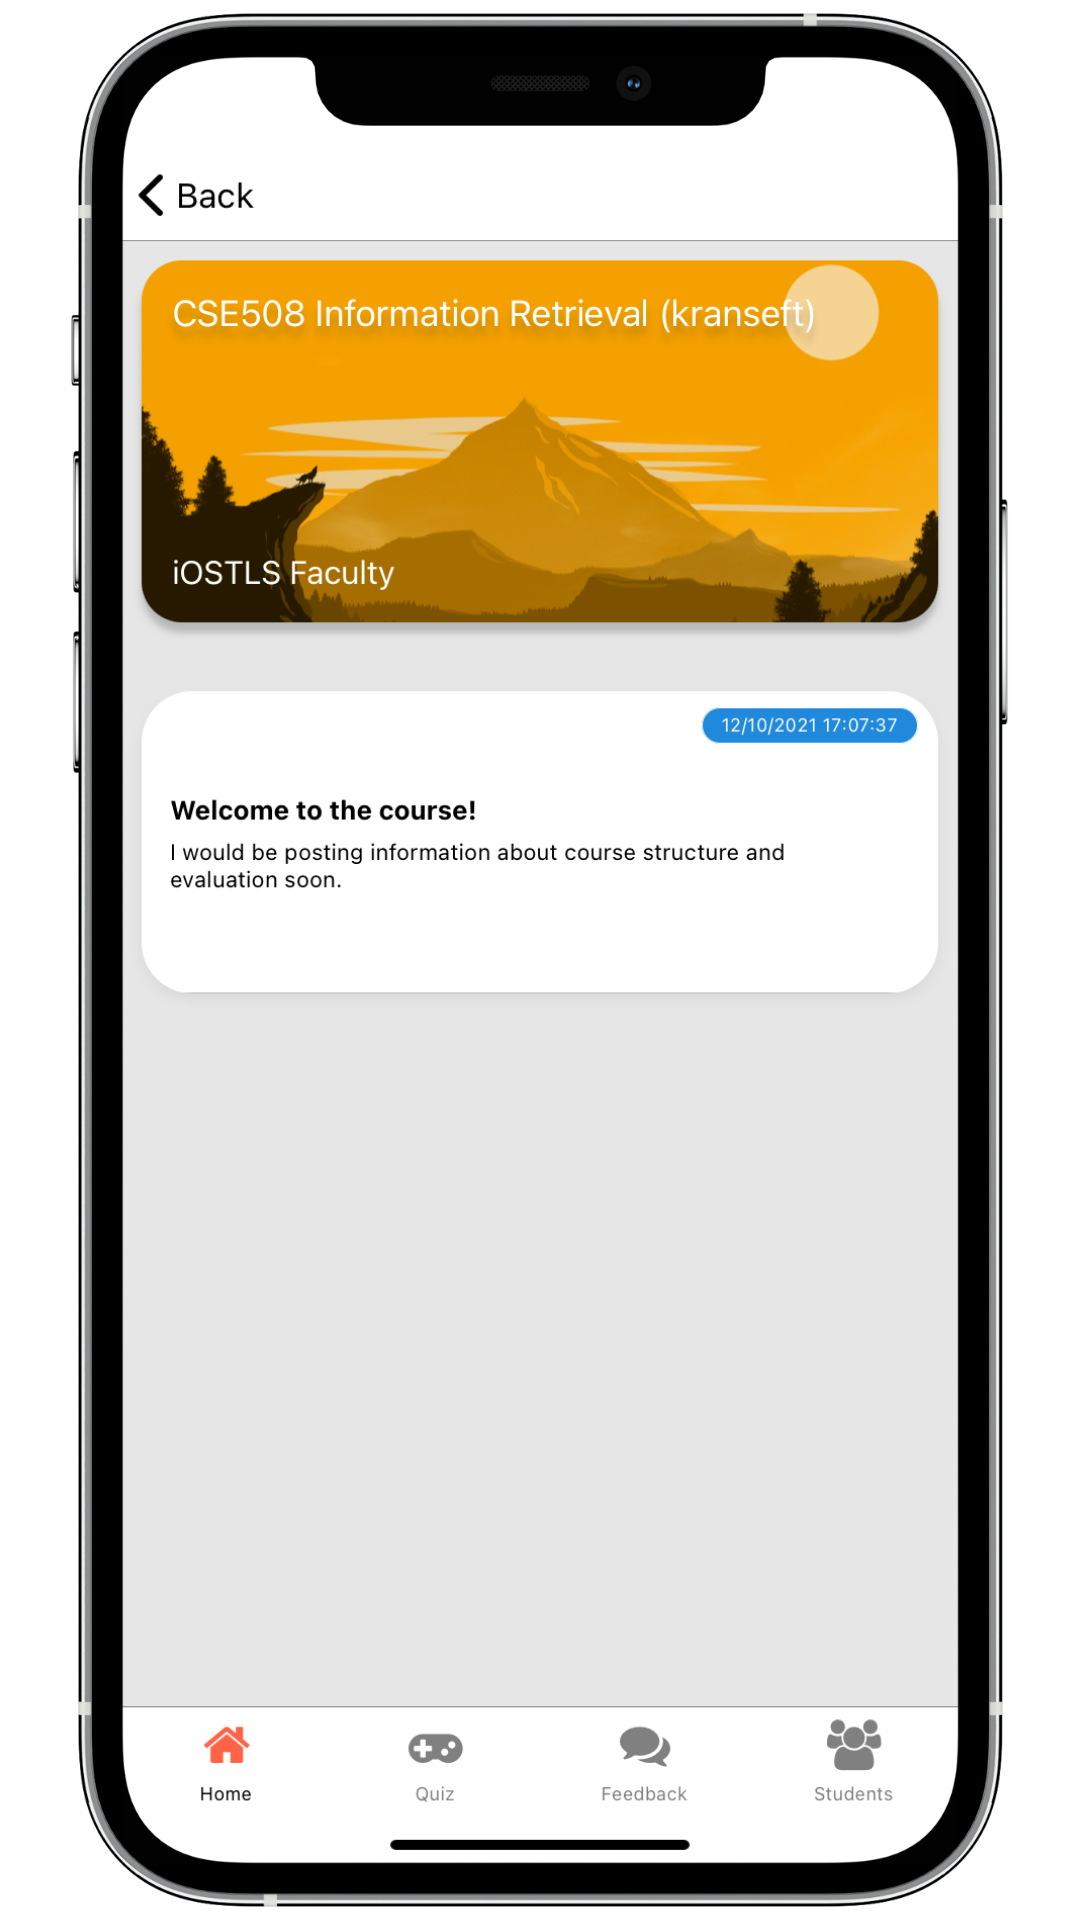 Back
CSE508 Information Retrieval (kranseft)
iOSTLS Faculty
12/10/2021 17:07:37
Welcome to the course!
I would be posting information about course structure and
evaluation soon.
Home
Quiz
Feedback
Students